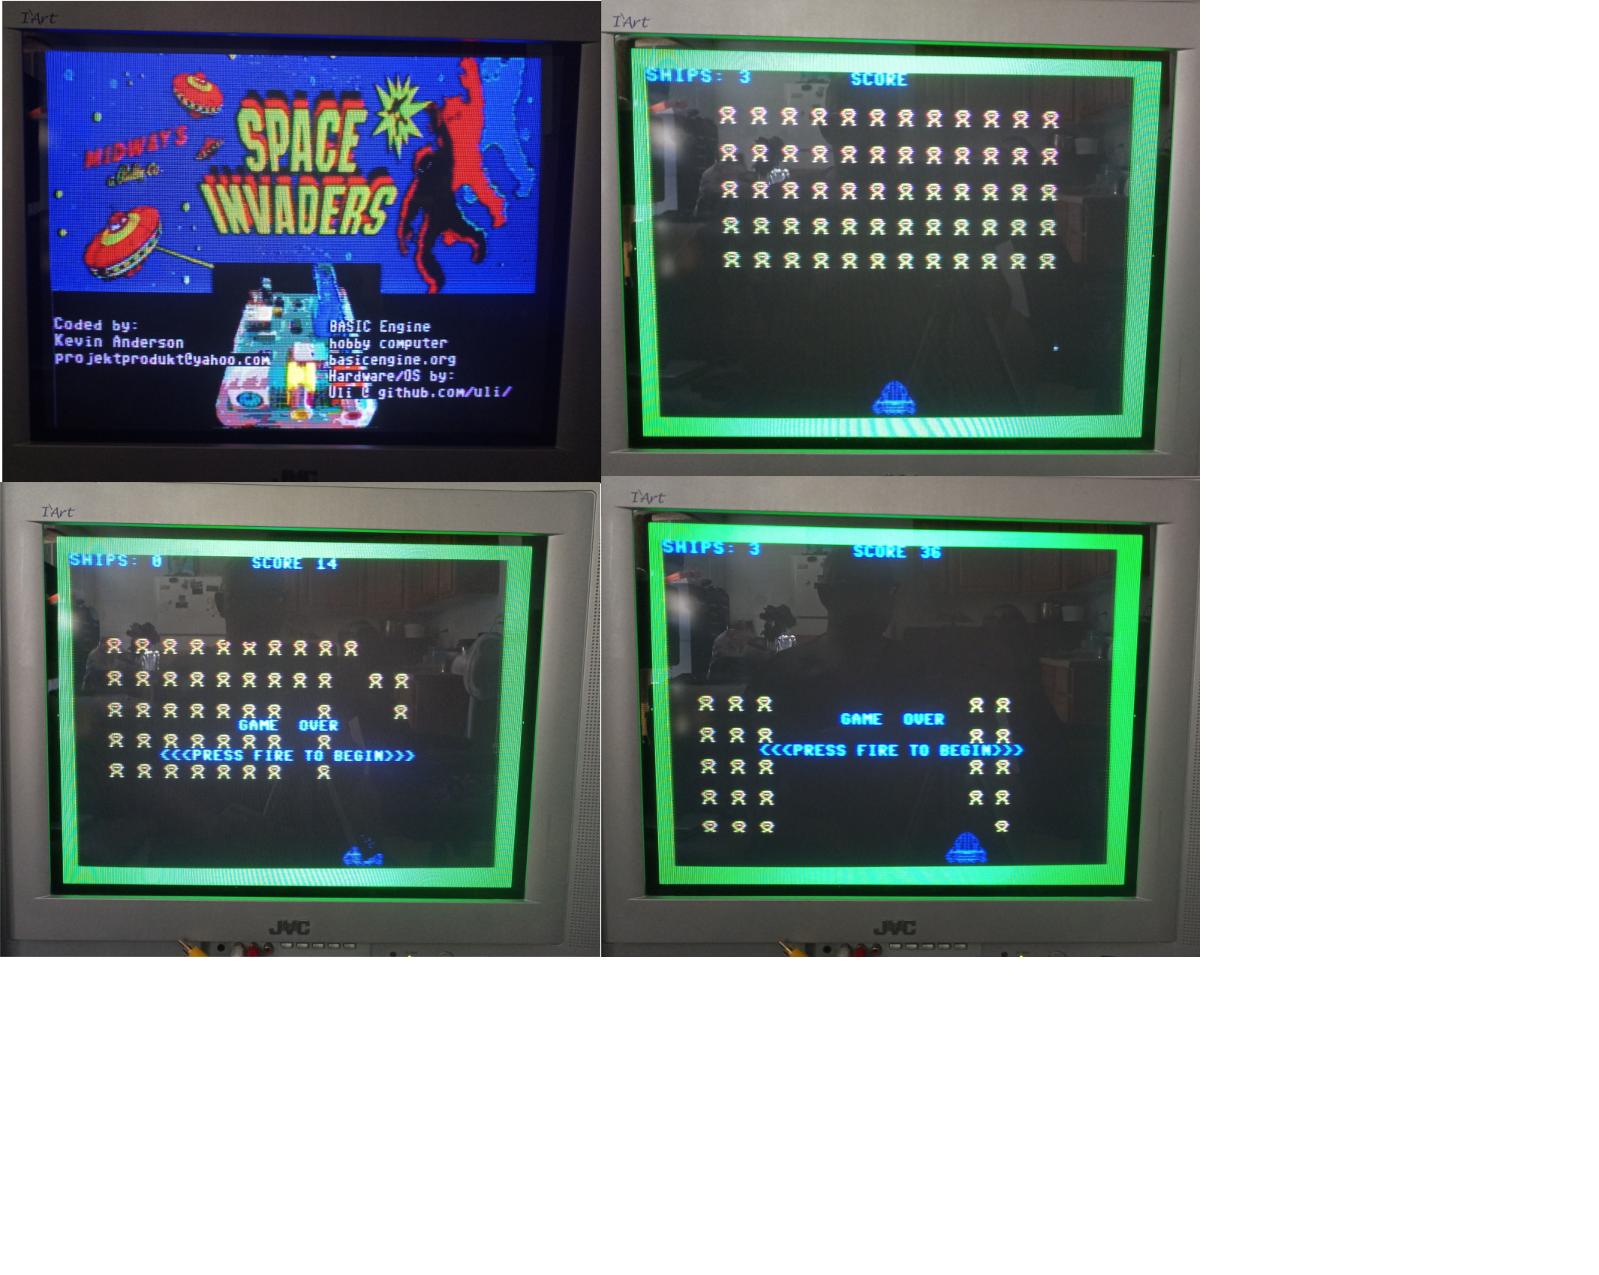 I'Art
MIDWAY'S
a Bally Co.
SPACE
INVADERS
Coded by:
Kevin Anderson
projektprodukt@yahoo.com
BASIC Engine
hobby computer
basicengine.org
Hardware/OS by:
Uli @ github.com/uli/
JVC
I'Art
SHIPS: 3 SCORE
I'Art
SHIPS: 0 SCORE 14
GAME OVER
<<<PRESS FIRE TO BEGIN>>>
JVC
I'Art
SHIPS: 3 SCORE 36
GAME OVER
<<<PRESS FIRE TO BEGIN>>>
JVC